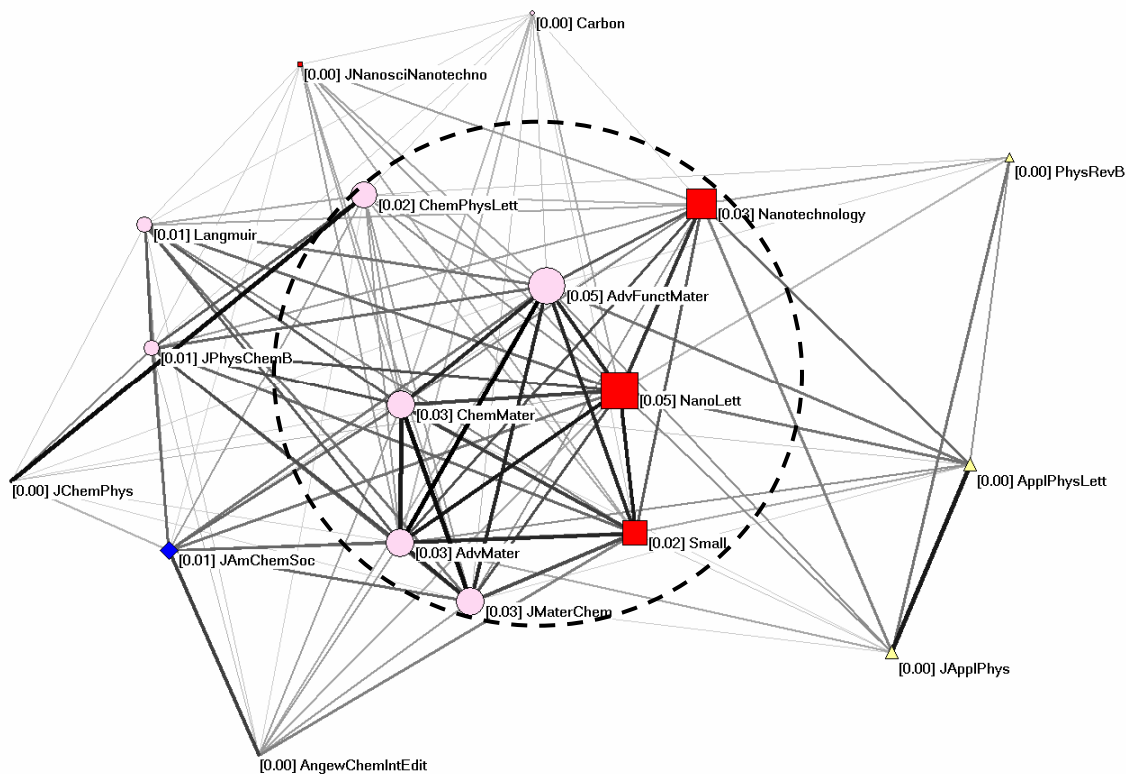 [0.00] Carbon
[0.00] JNanosciNanotechno
[0.00] PhysRevB
[0.02] ChemPhysLett
[0.03] Nanotechnology
[0.01] Langmuir
[0.05] AdvFunctMater
[0.01] JPhysChemB
[0.05] NanoLett
[0.03] ChemMater
[0.00] ApplPhysLett
[0.00] JChemPhys
[0.02] Small
[0.03] AdvMater
[0.01] JAmChemSoc
[0.03] JMaterChem
[0.00] JApplPhys
[0.00] AngewChemIntEdit